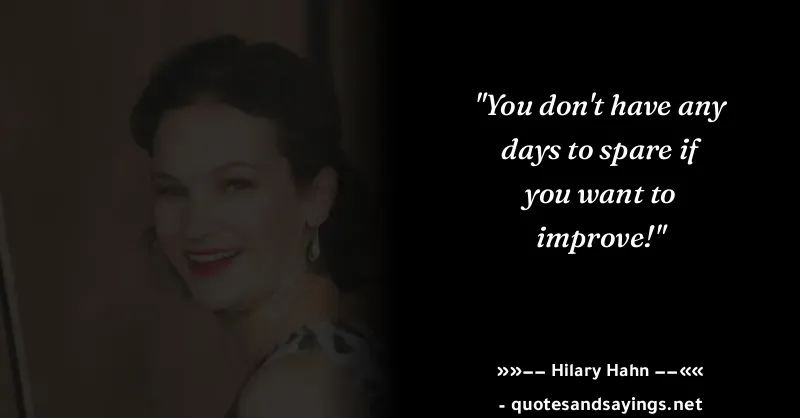 "You don't have any
days to spare if
you want to
improve!"
»»−− Hilary Hahn −−««
- quotesandsayings.net